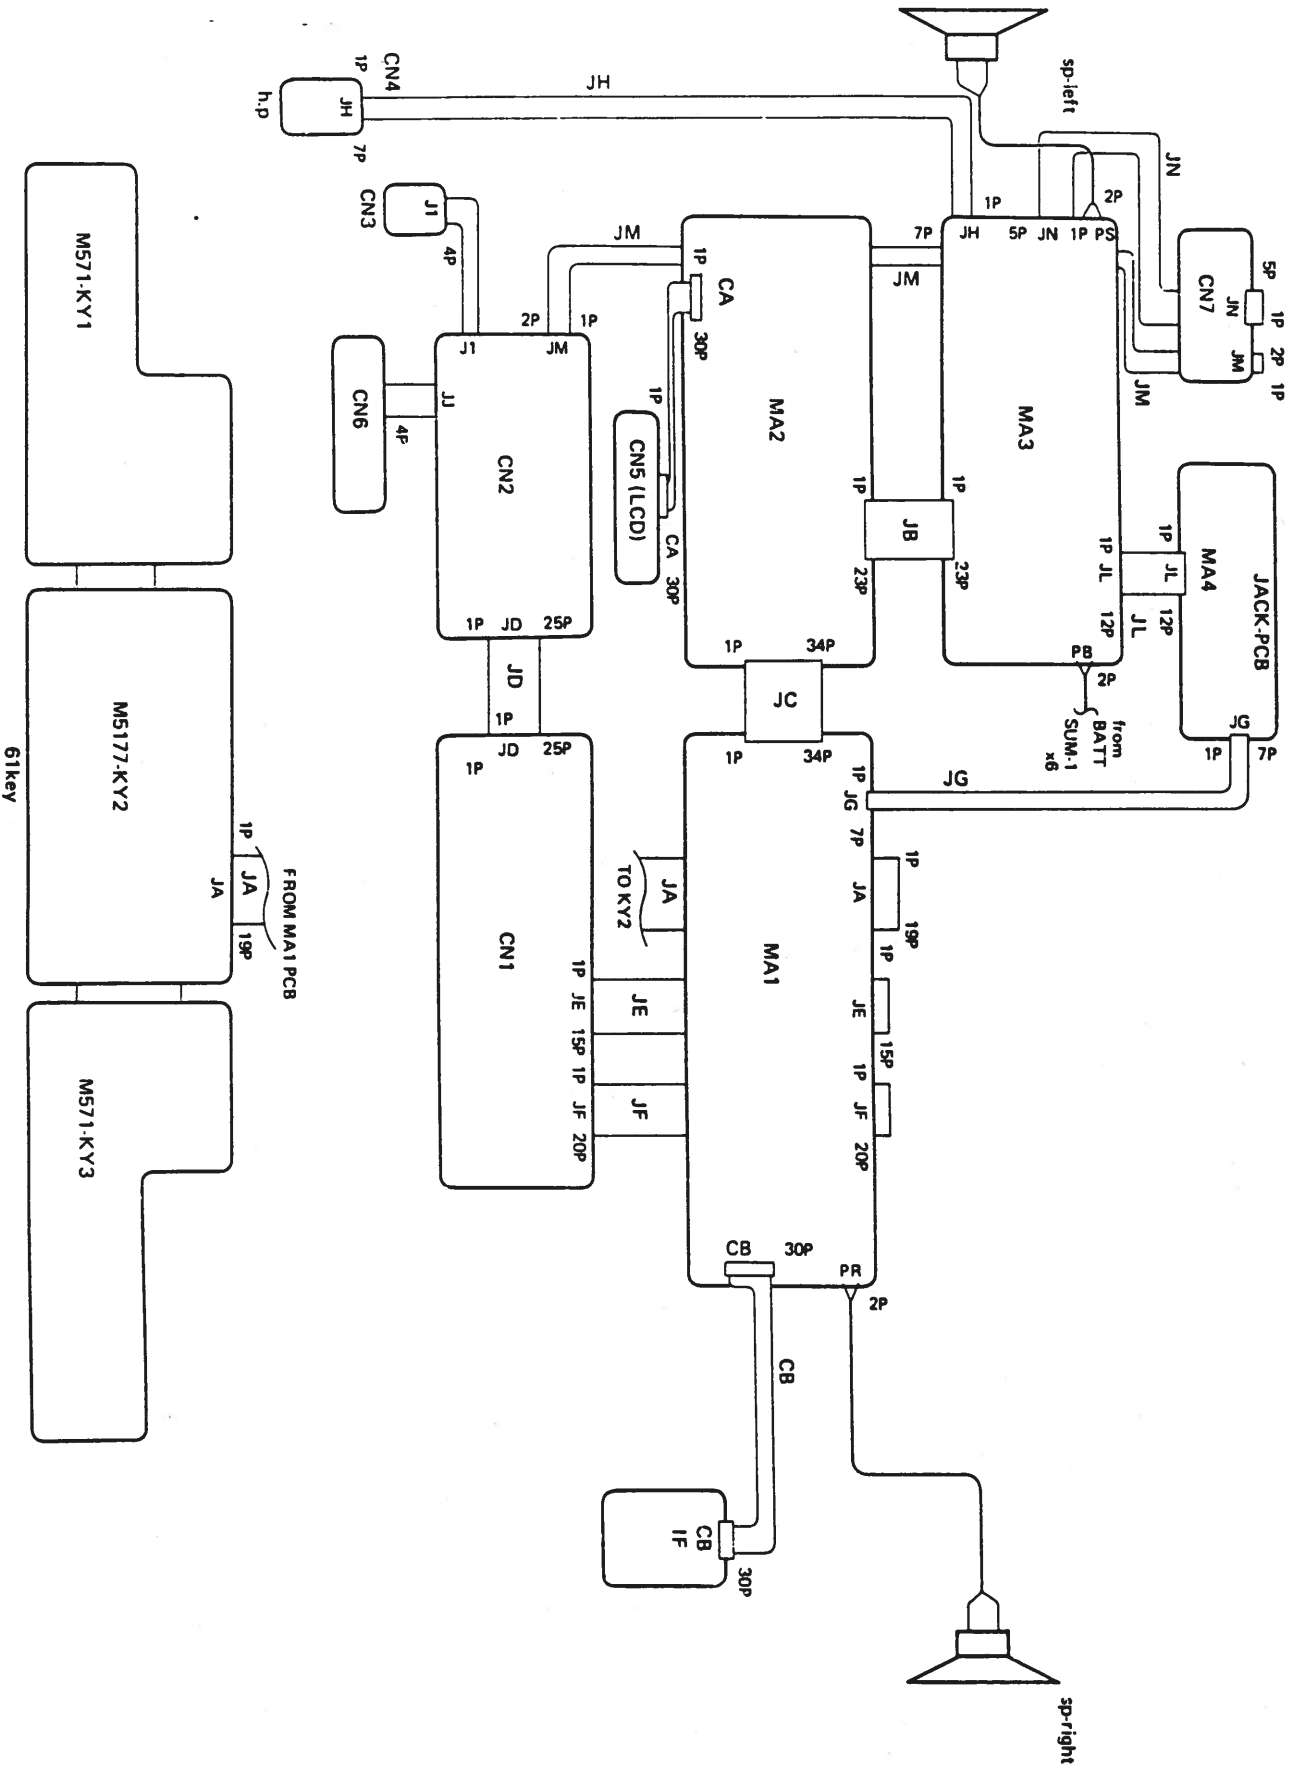 sp-left
CN4
1P
JH
7P
h.p
JH
JN
2P
1P
JH
5P
JN
1P
PS
5P
1P
2P
1P
CN7
JN
JM
JM
J1
CN3
4P
JM
1P
CA
30P
7P
JM
2P
1P
J1
JM
JJ
4P
CN6
CN2
1P
CN5 (LCD)
CA
30P
MA2
MA3
1P
1P
JB
23P
23P
1P
JL
12P
1P
JL
12P
JL
MA4
JACK-PCB
JG
1P
7P
PB
2P
from
BATT
SUM-1
x6
1P
JD
25P
JD
1P
JD
25P
1P
1P
34P
JC
1P
34P
JG
1P
JG
7P
1P
JA
19P
1P
JE
15P
1P
JF
20P
MA1
JA
TO KY2
CN1
1P
JE
15P
1P
JF
20P
JE
JF
CB
30P
PR
2P
CB
CB
IF
30P
sp-right
M571-KY1
M5177-KY2
61key
1P
JA
19P
JA
FROM MA1 PCB
M571-KY3